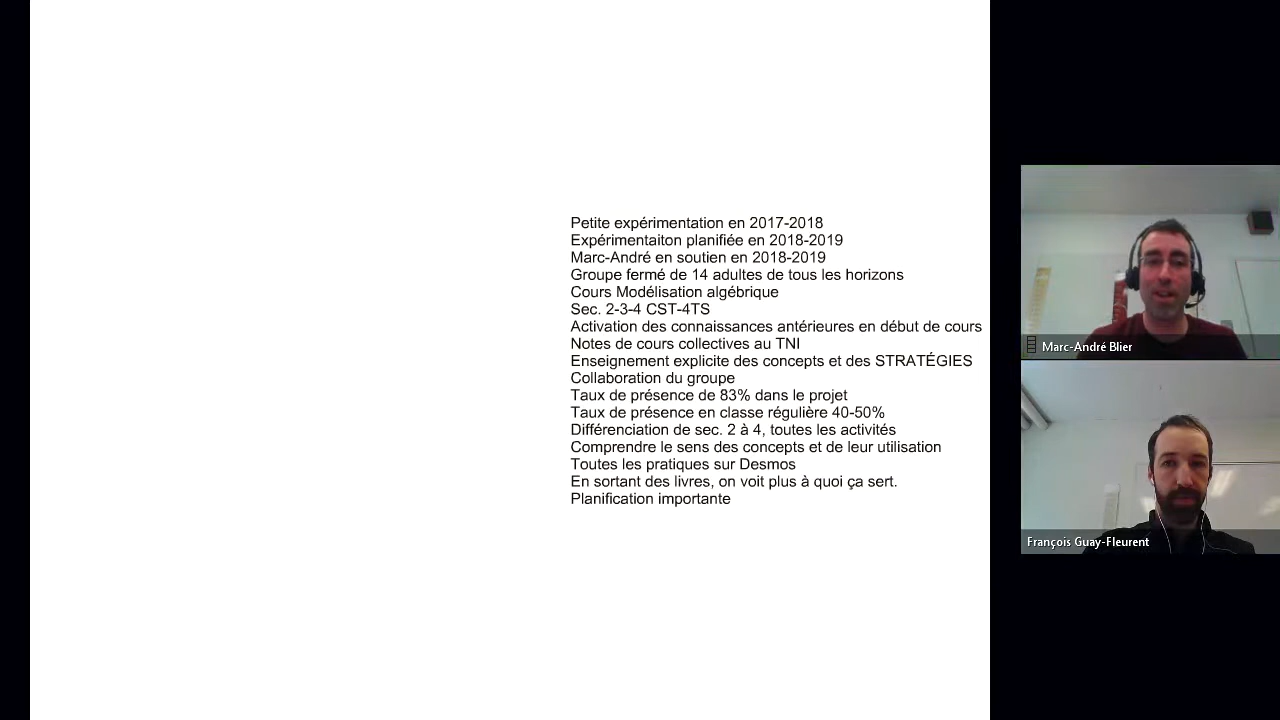 Petite expérimentation en 2017-2018
Expérimentaiton planifiée en 2018-2019
Marc-André en soutien en 2018-2019
Groupe fermé de 14 adultes de tous les horizons
Cours Modélisation algébrique
Sec. 2-3-4 CST-4TS
Activation des connaissances antérieures en début de cours
Notes de cours collectives au TNI
Enseignement explicite des concepts et des STRATÉGIES
Collaboration du groupe
Taux de présence de 83% dans le projet
Taux de présence en classe régulière 40-50%
Différenciation de sec. 2 à 4, toutes les activités
Comprendre le sens des concepts et de leur utilisation
Toutes les pratiques sur Desmos
En sortant des livres, on voit plus à quoi ça sert.
Planification importante
Marc-André Blier
François Guay-Fleurent